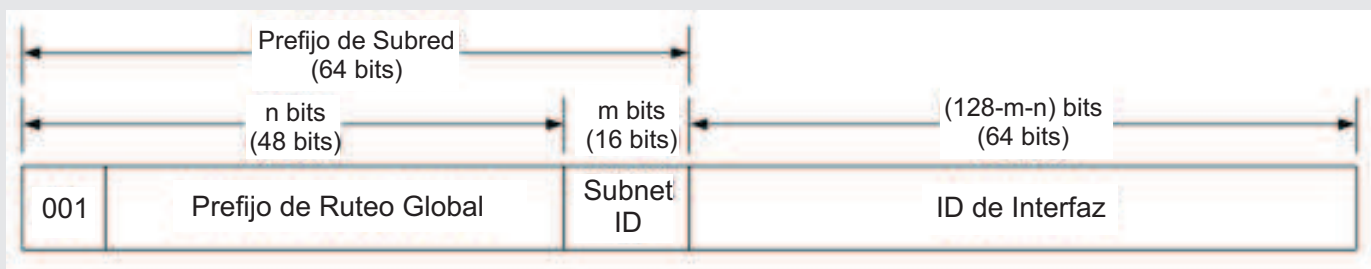 Prefijo de Subred
(64 bits)
n bits
(48 bits)
m bits
(16 bits)
(128-m-n) bits
(64 bits)
001
Prefijo de Ruteo Global
Subnet
ID
ID de Interfaz